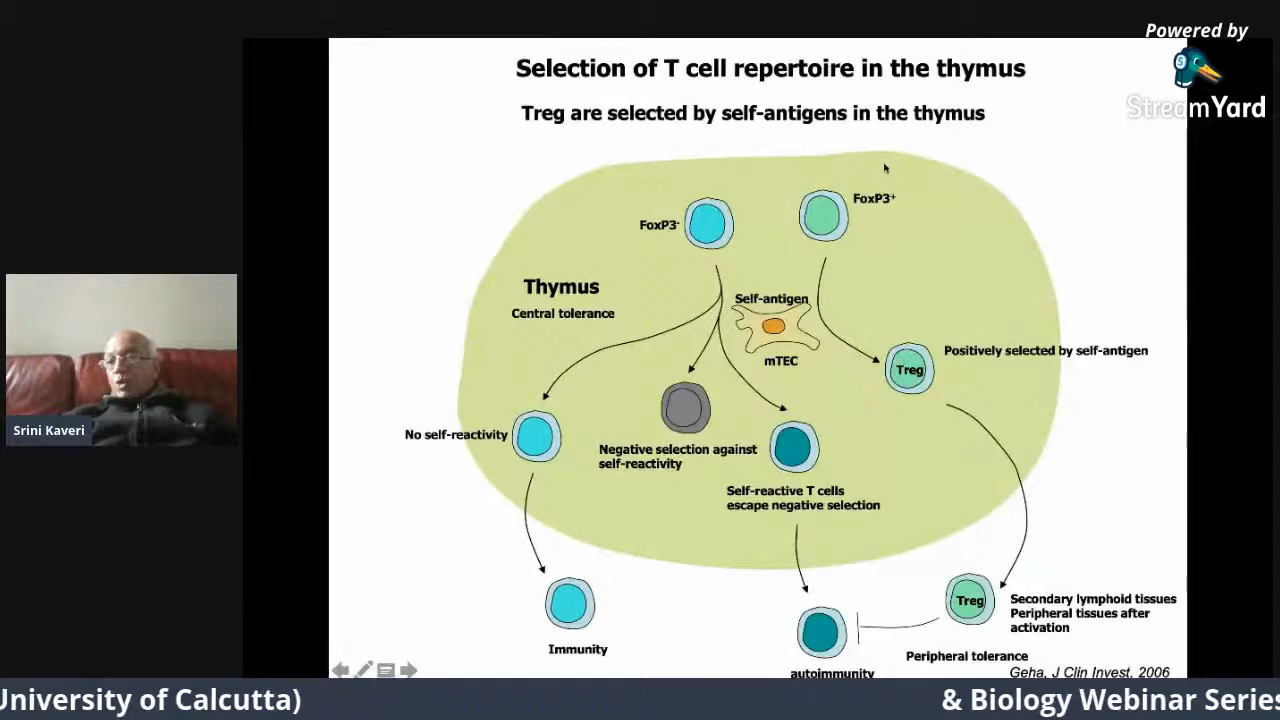 Powered by
StreamYard
Selection of T cell repertoire in the thymus
Treg are selected by self-antigens in the thymus
FoxP3-
FoxP3+
Thymus
Central tolerance
Self-antigen
mTEC
Treg
Positively selected by self-antigen
No self-reactivity
Negative selection against
self-reactivity
Self-reactive T cells
escape negative selection
Immunity
autoimmunity
Treg
Secondary lymphoid tissues
Peripheral tissues after
activation
Peripheral tolerance
Geha, J Clin Invest, 2006
Srini Kaveri
University of Calcutta)
& Biology Webinar Series